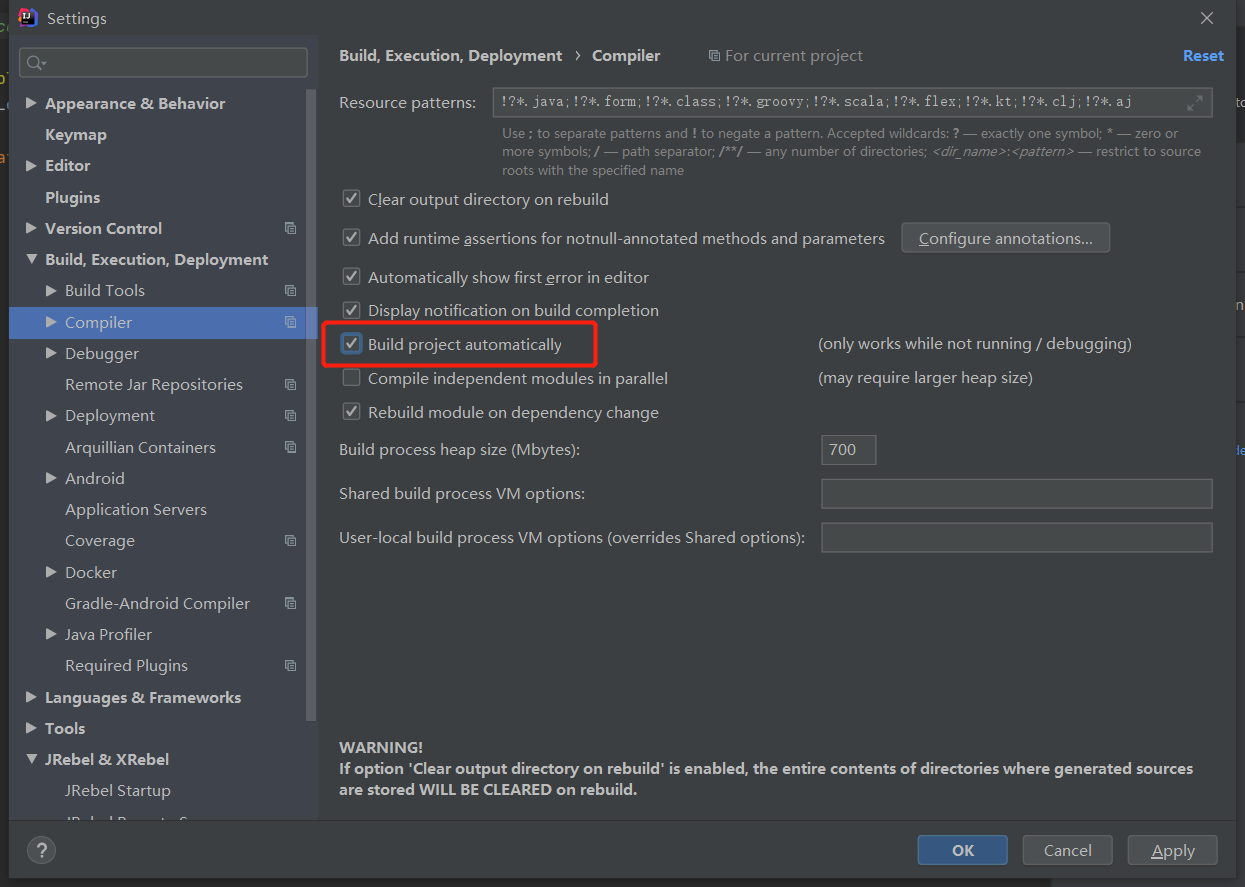 Settings
Build, Execution, Deployment › Compiler For current project Reset
Appearance & Behavior
Keymap
Editor
Plugins
Version Control
Build, Execution, Deployment
Build Tools
Compiler
Debugger
Remote Jar Repositories
Deployment
Arquillian Containers
Android
Application Servers
Coverage
Docker
Gradle-Android Compiler
Java Profiler
Required Plugins
Languages & Frameworks
Tools
JRebel & XRebel
JRebel Startup
Resource patterns: !?*.java;!?*.form;!?*.class;!?*.groovy;!?*.scala;!?*.flex;!?*.kt;!?*.clj;!?*.aj
Use ; to separate patterns and ! to negate a pattern. Accepted wildcards: ? — exactly one symbol; * — zero or
more symbols; / — path separator; /**/ — any number of directories; <dir_name>:<pattern> — restrict to source
roots with the specified name
Clear output directory on rebuild
Add runtime assertions for notnull-annotated methods and parameters Configure annotations...
Automatically show first error in editor
Display notification on build completion
Build project automatically (only works while not running / debugging)
Compile independent modules in parallel (may require larger heap size)
Rebuild module on dependency change
Build process heap size (Mbytes): 700
Shared build process VM options:
User-local build process VM options (overrides Shared options):
WARNING!
If option 'Clear output directory on rebuild' is enabled, the entire contents of directories where generated sources
are stored WILL BE CLEARED on rebuild.
? OK Cancel Apply